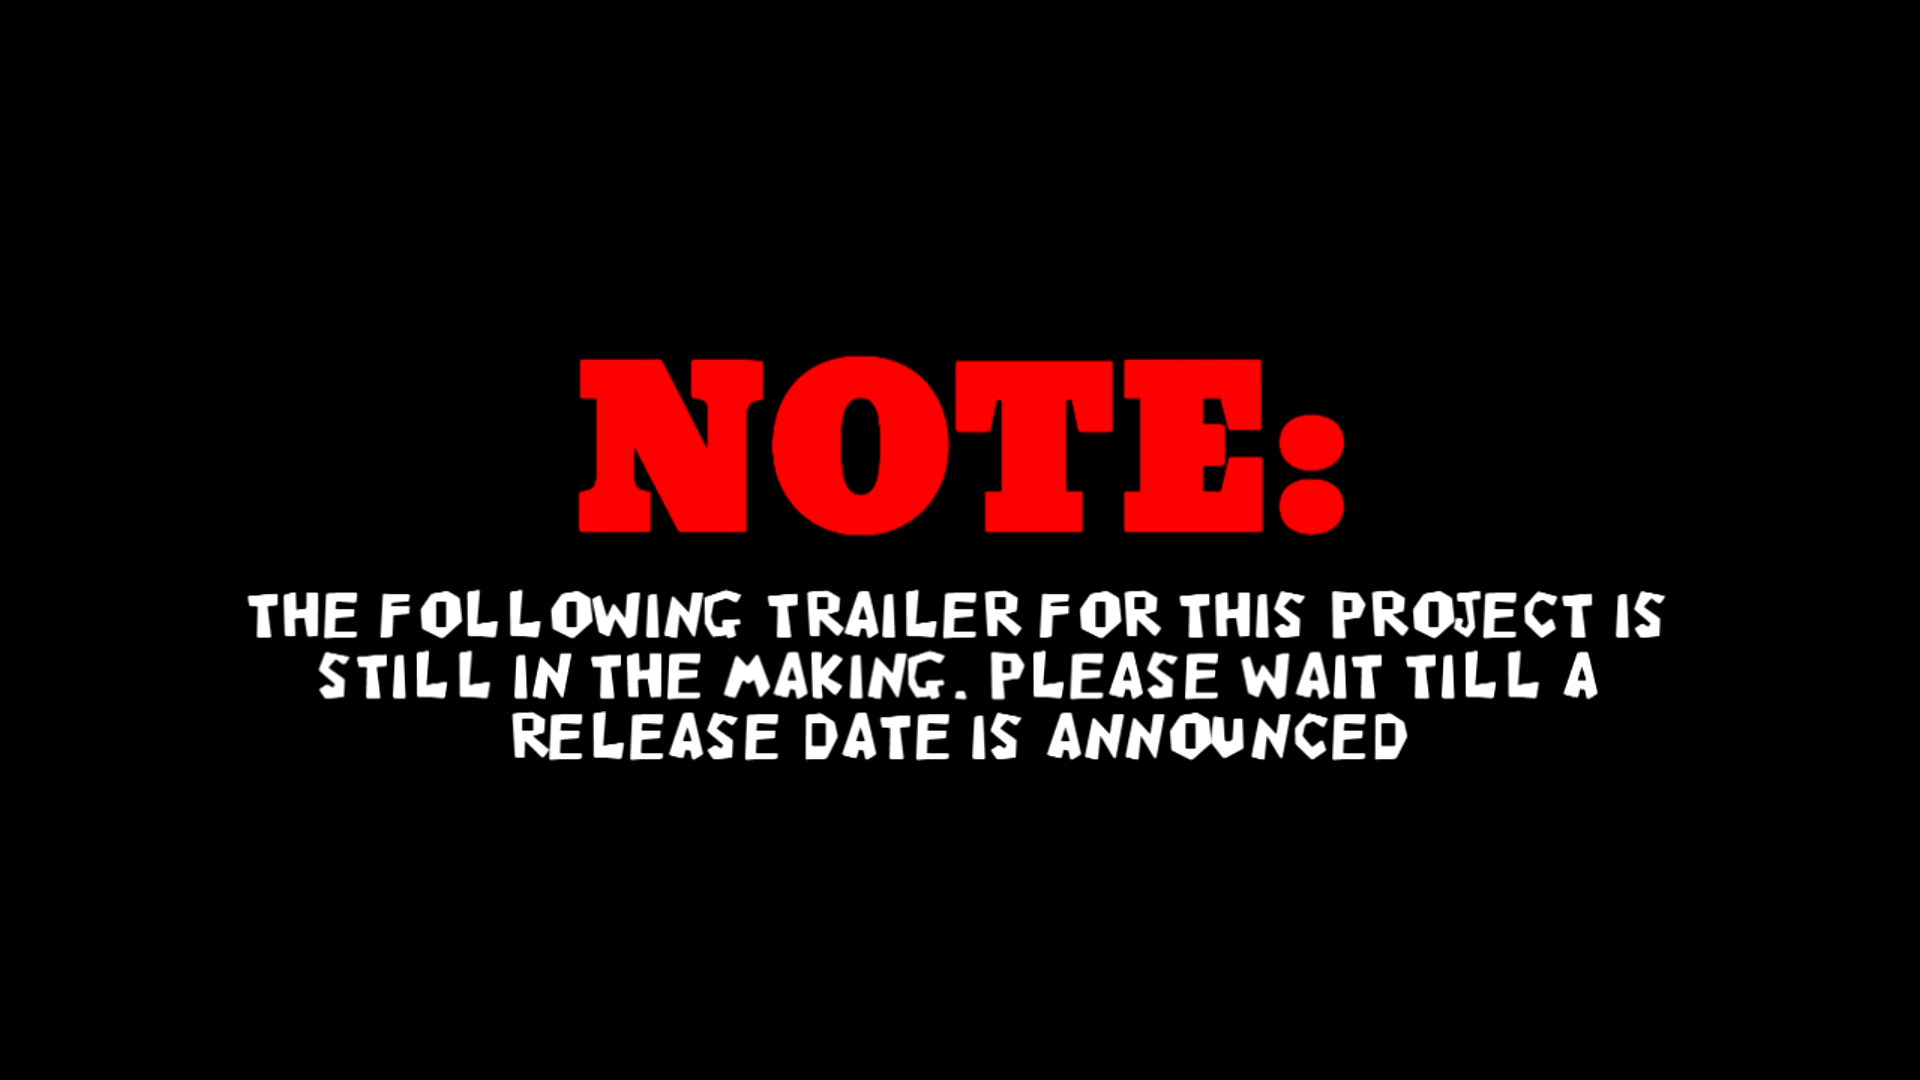 NOTE:
THE FOLLOWING TRAILER FOR THIS PROJECT IS
STILL IN THE MAKING. PLEASE WAIT TILL A
RELEASE DATE IS ANNOUNCED